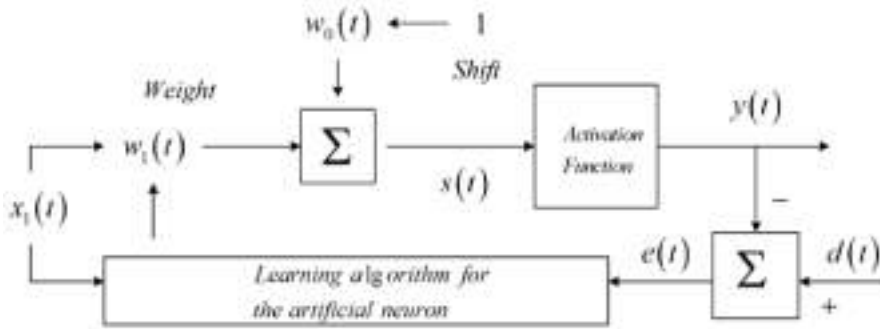 w₀(t) 1
Shift
Weight
w₁(t)
Σ
s(t)
Activation
Function
y(t)
x₁(t)
−
Learning algorithm for
the artificial neuron
e(t)
Σ
d(t)
+